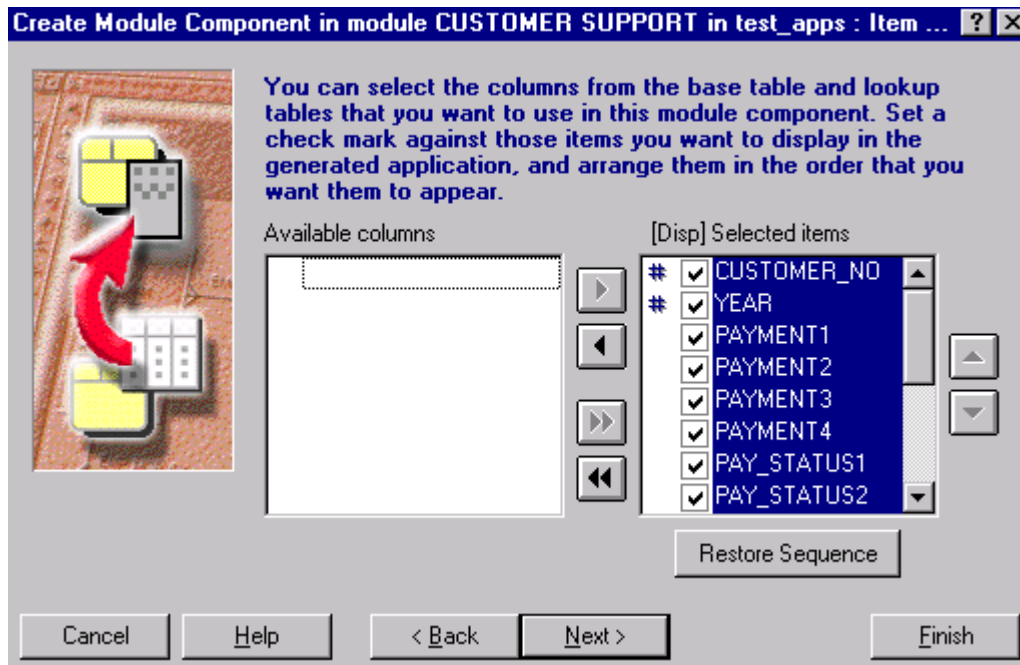 Create Module Component in module CUSTOMER SUPPORT in test_apps : Item ...
You can select the columns from the base table and lookup
tables that you want to use in this module component. Set a
check mark against those items you want to display in the
generated application, and arrange them in the order that you
want them to appear.
Available columns
[Disp] Selected items
# CUSTOMER_NO
# YEAR
PAYMENT1
PAYMENT2
PAYMENT3
PAYMENT4
PAY_STATUS1
PAY_STATUS2
Restore Sequence
Cancel Help < Back Next > Finish